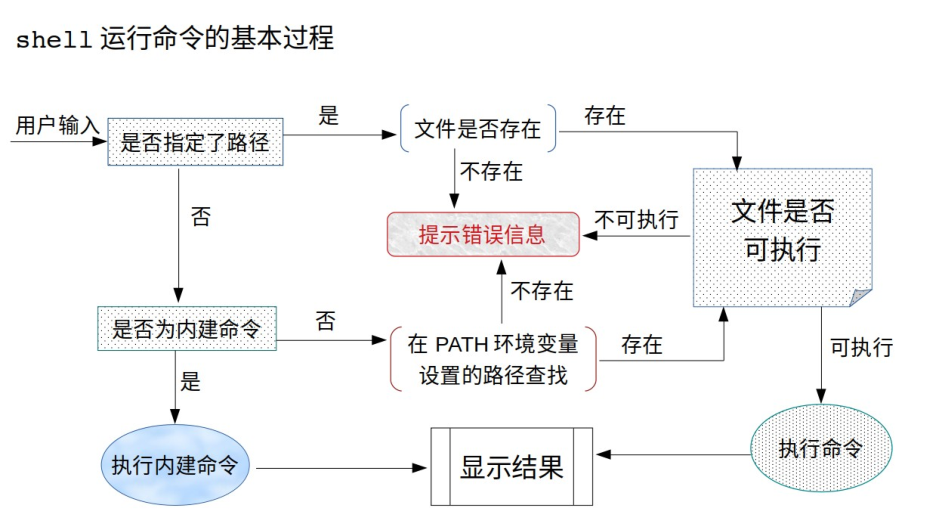 shell 运行命令的基本过程
用户输入
是否指定了路径
是
文件是否存在
存在
不存在
否
提示错误信息
不可执行
文件是否
可执行
不存在
是否为内建命令
否
在 PATH 环境变量
设置的路径查找
存在
可执行
是
执行内建命令
显示结果
执行命令